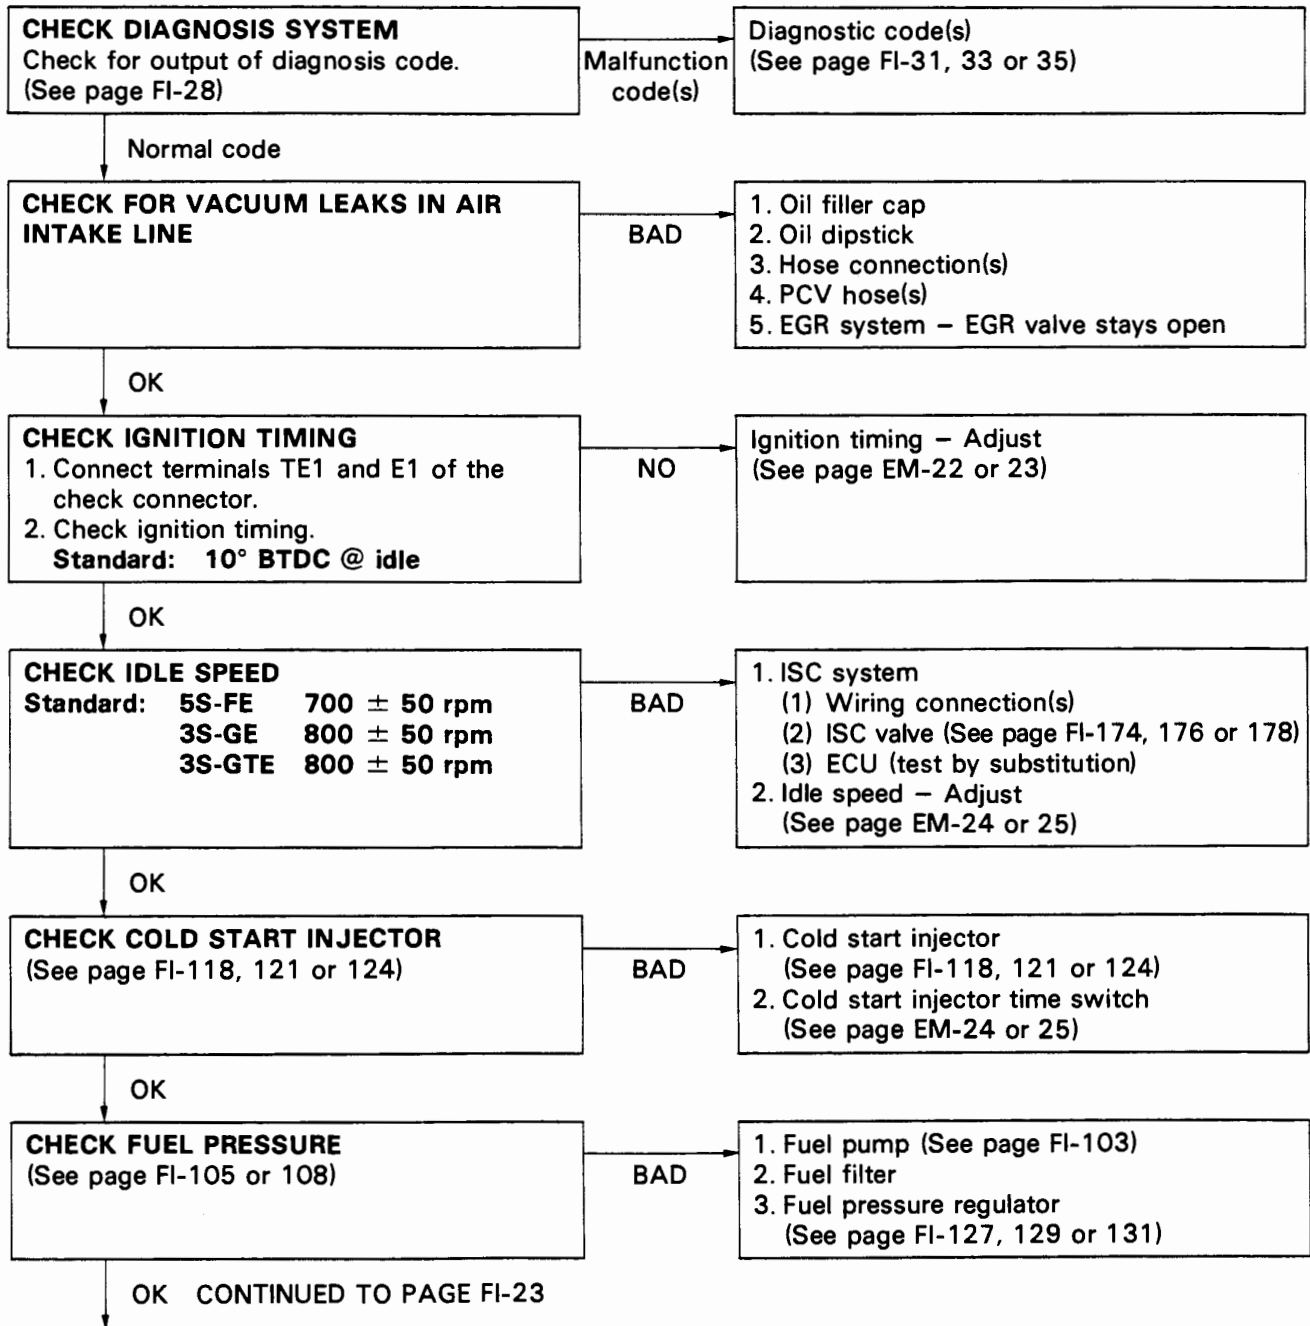 CHECK DIAGNOSIS SYSTEM
Check for output of diagnosis code.
(See page FI-28)
Malfunction
code(s)
Diagnostic code(s)
(See page FI-31, 33 or 35)
Normal code
CHECK FOR VACUUM LEAKS IN AIR
INTAKE LINE
BAD
1. Oil filler cap
2. Oil dipstick
3. Hose connection(s)
4. PCV hose(s)
5. EGR system – EGR valve stays open
OK
CHECK IGNITION TIMING
1. Connect terminals TE1 and E1 of the
check connector.
2. Check ignition timing.
Standard: 10° BTDC @ idle
NO
Ignition timing – Adjust
(See page EM-22 or 23)
OK
CHECK IDLE SPEED
Standard: 5S-FE 700 ± 50 rpm
3S-GE 800 ± 50 rpm
3S-GTE 800 ± 50 rpm
BAD
1. ISC system
(1) Wiring connection(s)
(2) ISC valve (See page FI-174, 176 or 178)
(3) ECU (test by substitution)
2. Idle speed – Adjust
(See page EM-24 or 25)
OK
CHECK COLD START INJECTOR
(See page FI-118, 121 or 124)
BAD
1. Cold start injector
(See page FI-118, 121 or 124)
2. Cold start injector time switch
(See page EM-24 or 25)
OK
CHECK FUEL PRESSURE
(See page FI-105 or 108)
BAD
1. Fuel pump (See page FI-103)
2. Fuel filter
3. Fuel pressure regulator
(See page FI-127, 129 or 131)
OK CONTINUED TO PAGE FI-23